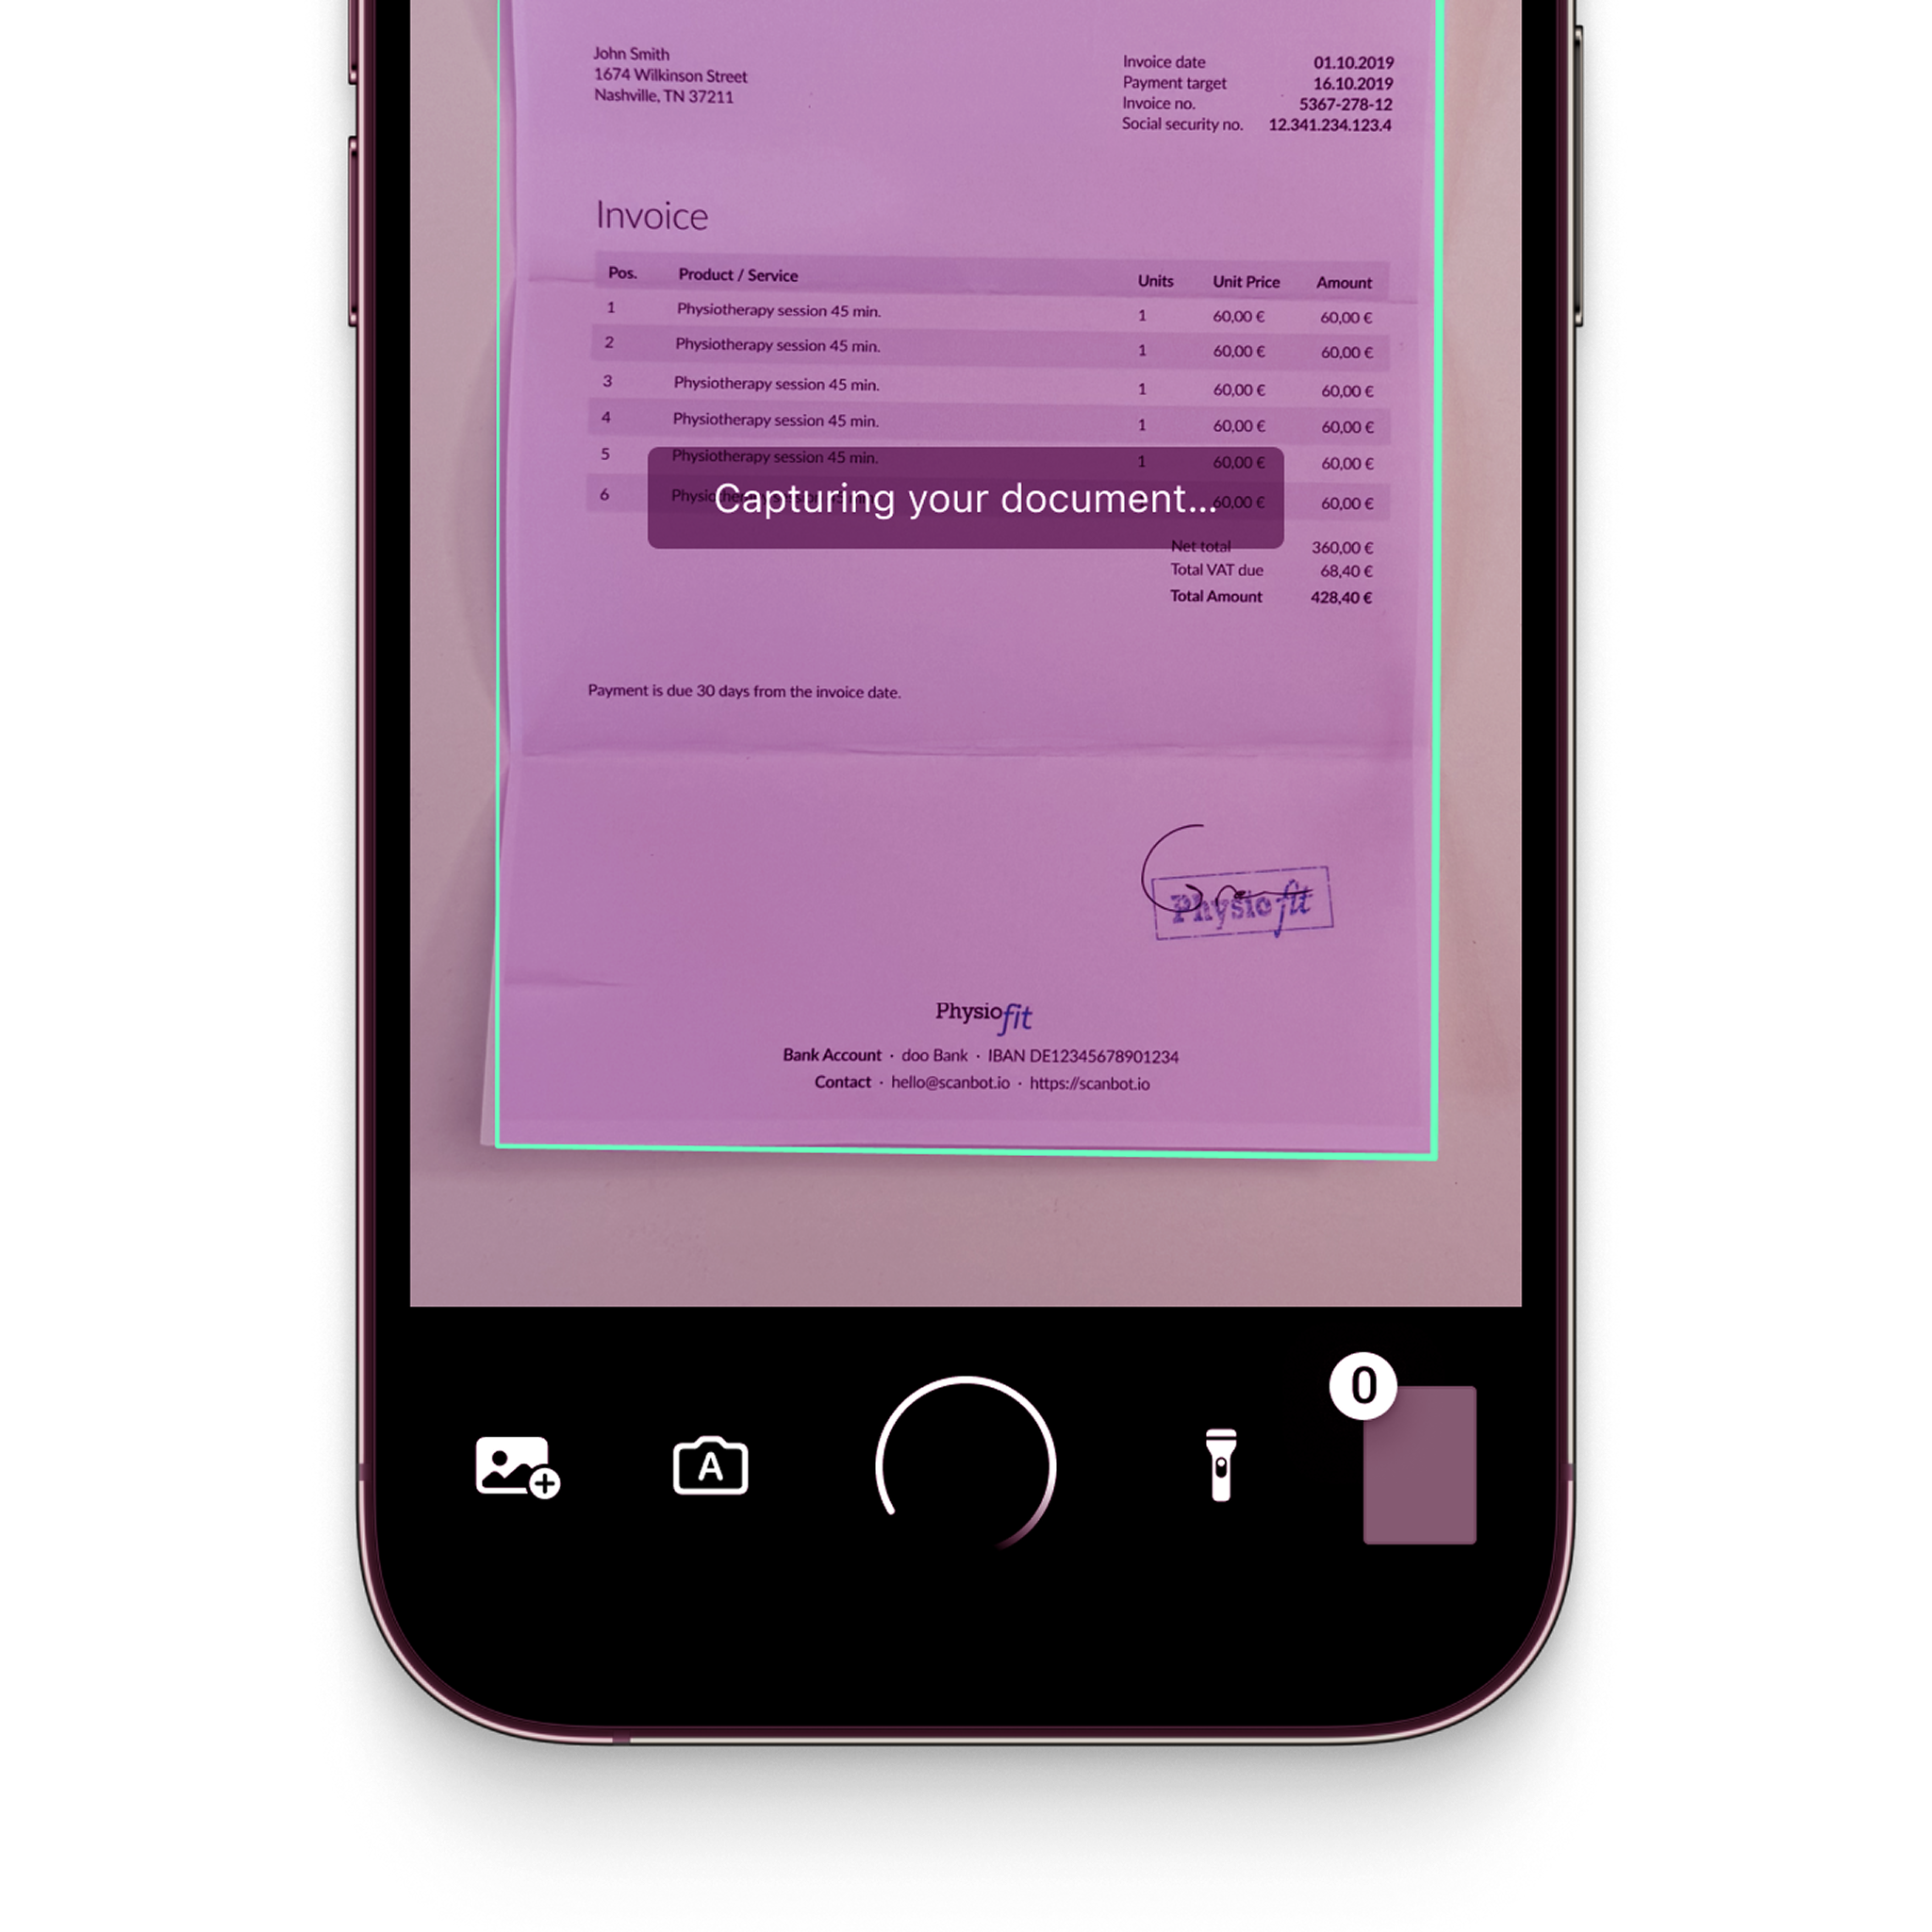 John Smith
1674 Wilkinson Street
Nashville, TN 37211
Invoice date 01.10.2019
Payment target 16.10.2019
Invoice no. 5367-278-12
Social security no. 12.341.234.123.4
Invoice
Pos. Product / Service Units Unit Price Amount
1 Physiotherapy session 45 min. 1 60,00 € 60,00 €
2 Physiotherapy session 45 min. 1 60,00 € 60,00 €
3 Physiotherapy session 45 min. 1 60,00 € 60,00 €
4 Physiotherapy session 45 min. 1 60,00 € 60,00 €
5 Physiotherapy session 45 min. 1 60,00 € 60,00 €
6 60,00 € 60,00 €
Capturing your document...
Net total 360,00 €
Total VAT due 68,40 €
Total Amount 428,40 €
Payment is due 30 days from the invoice date.
Physiofit
Physiofit
Bank Account · doo Bank · IBAN DE12345678901234
Contact · hello@scanbot.io · https://scanbot.io
0
A